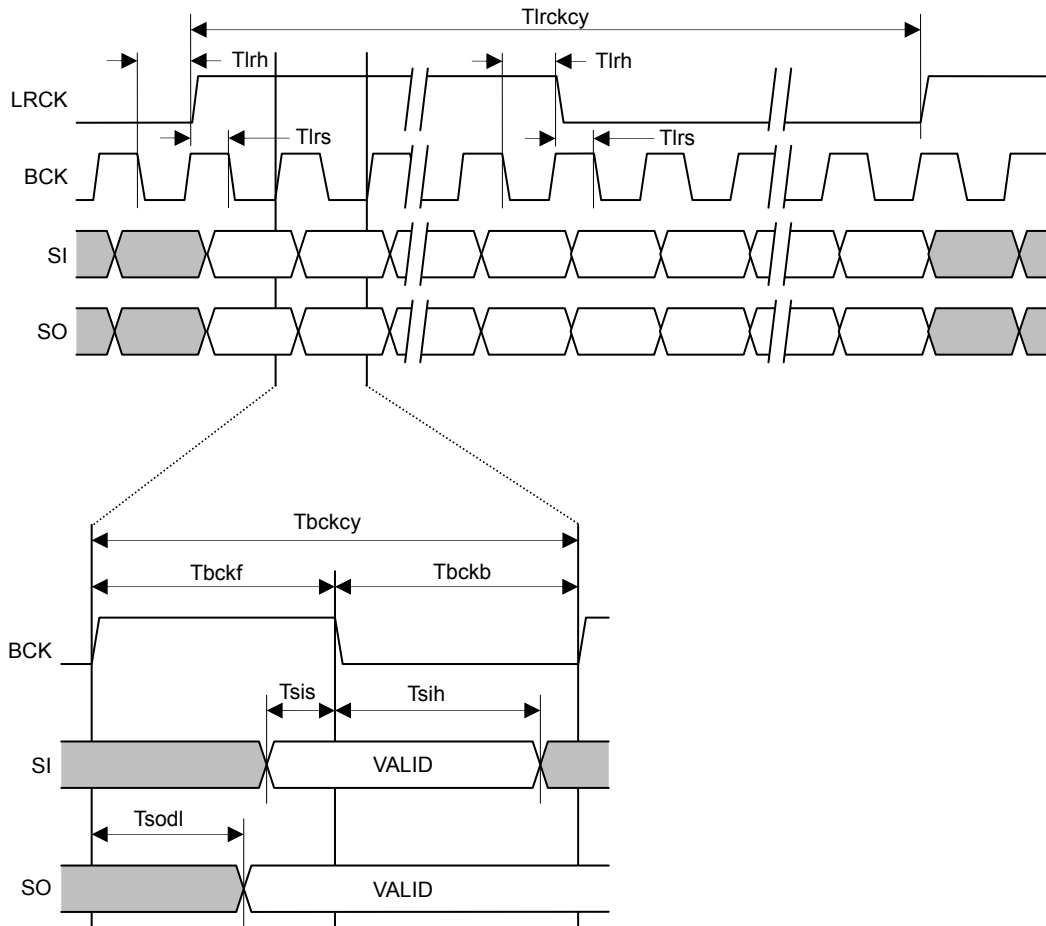 Tlrckcy
Tlrh
Tlrh
LRCK
Tlrs
Tlrs
BCK
SI
SO
Tbckcy
Tbckf
Tbckb
BCK
Tsis
Tsih
SI
VALID
Tsodl
SO
VALID